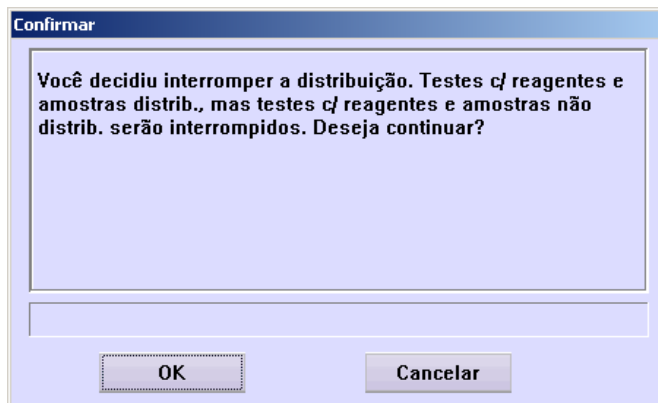 Confirmar
Você decidiu interromper a distribuição. Testes c/ reagentes e
amostras distrib., mas testes c/ reagentes e amostras não
distrib. serão interrompidos. Deseja continuar?
OK
Cancelar